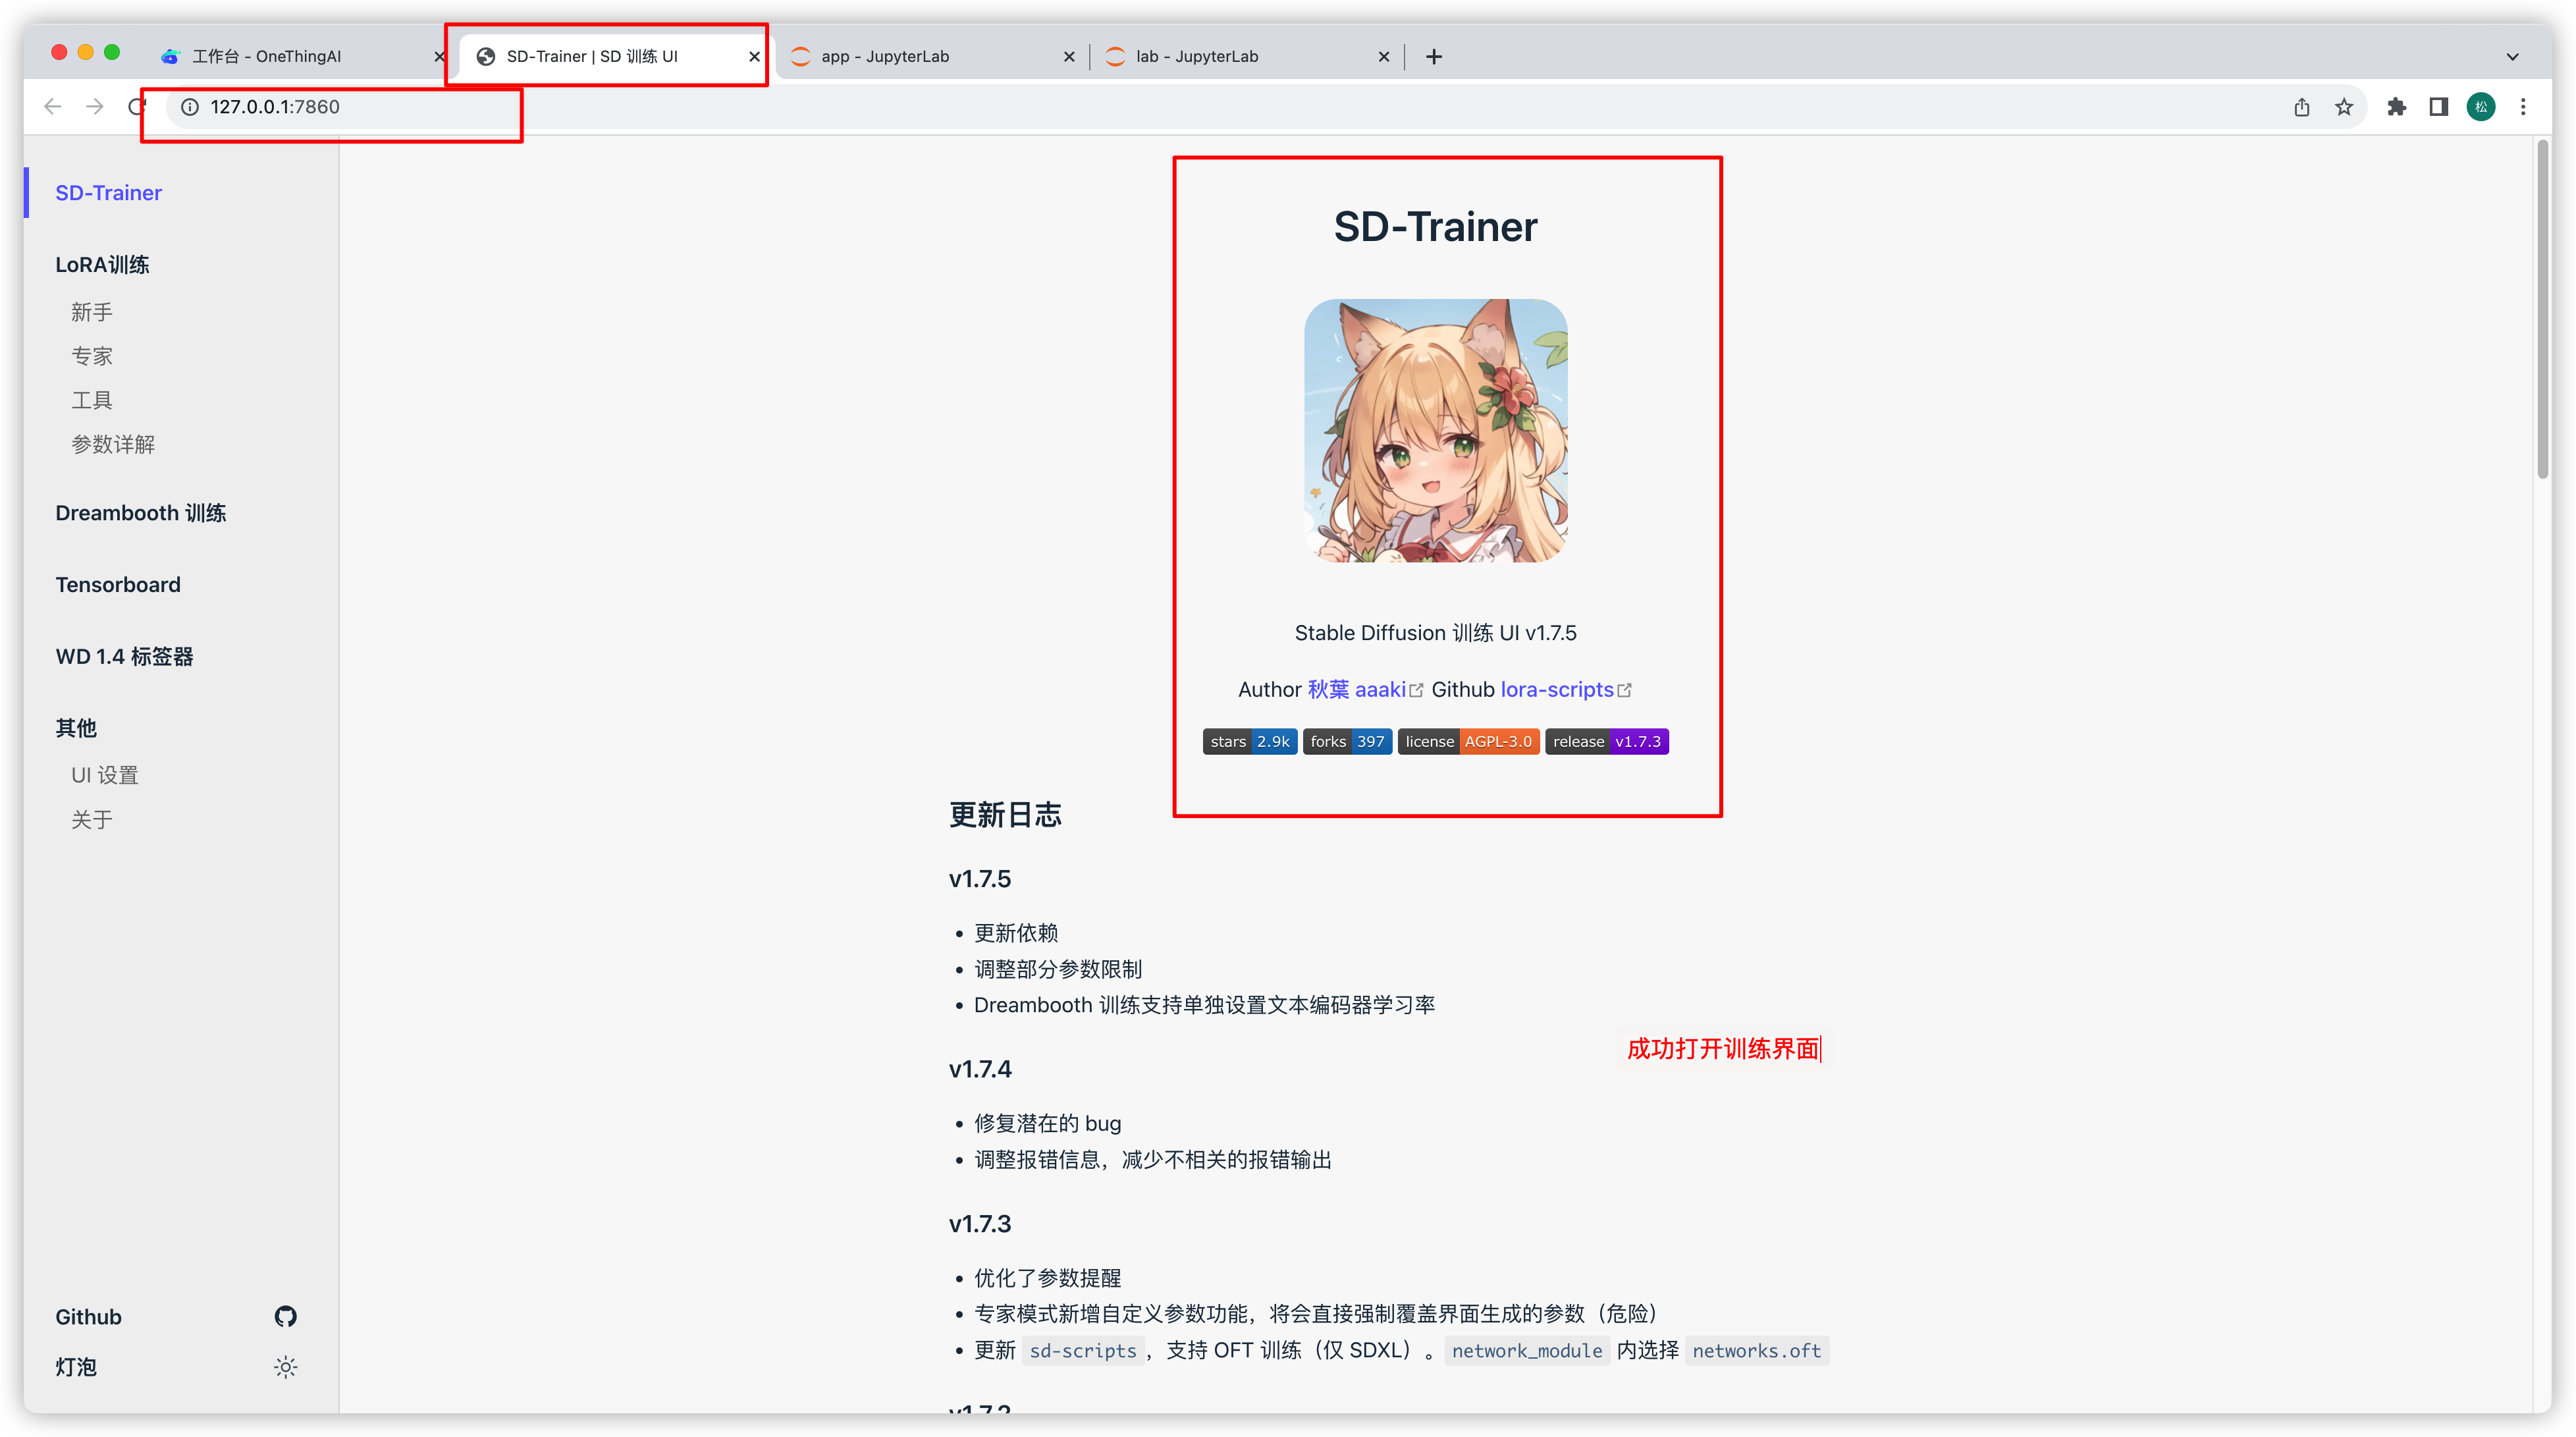 工作台 - OneThingAI
SD-Trainer | SD 训练 UI
app - JupyterLab
lab - JupyterLab
127.0.0.1:7860
松
SD-Trainer
LoRA训练
新手
专家
工具
参数详解
Dreambooth 训练
Tensorboard
WD 1.4 标签器
其他
UI 设置
关于
Github
灯泡
SD-Trainer
Stable Diffusion 训练 UI v1.7.5
Author 秋葉 aaaki Github lora-scripts
stars 2.9k forks 397 license AGPL-3.0 release v1.7.3
更新日志
v1.7.5
更新依赖
调整部分参数限制
Dreambooth 训练支持单独设置文本编码器学习率
成功打开训练界面
v1.7.4
修复潜在的 bug
调整报错信息，减少不相关的报错输出
v1.7.3
优化了参数提醒
专家模式新增自定义参数功能，将会直接强制覆盖界面生成的参数（危险）
更新 sd-scripts ，支持 OFT 训练（仅 SDXL）。network_module 内选择 networks.oft
v1.7.2